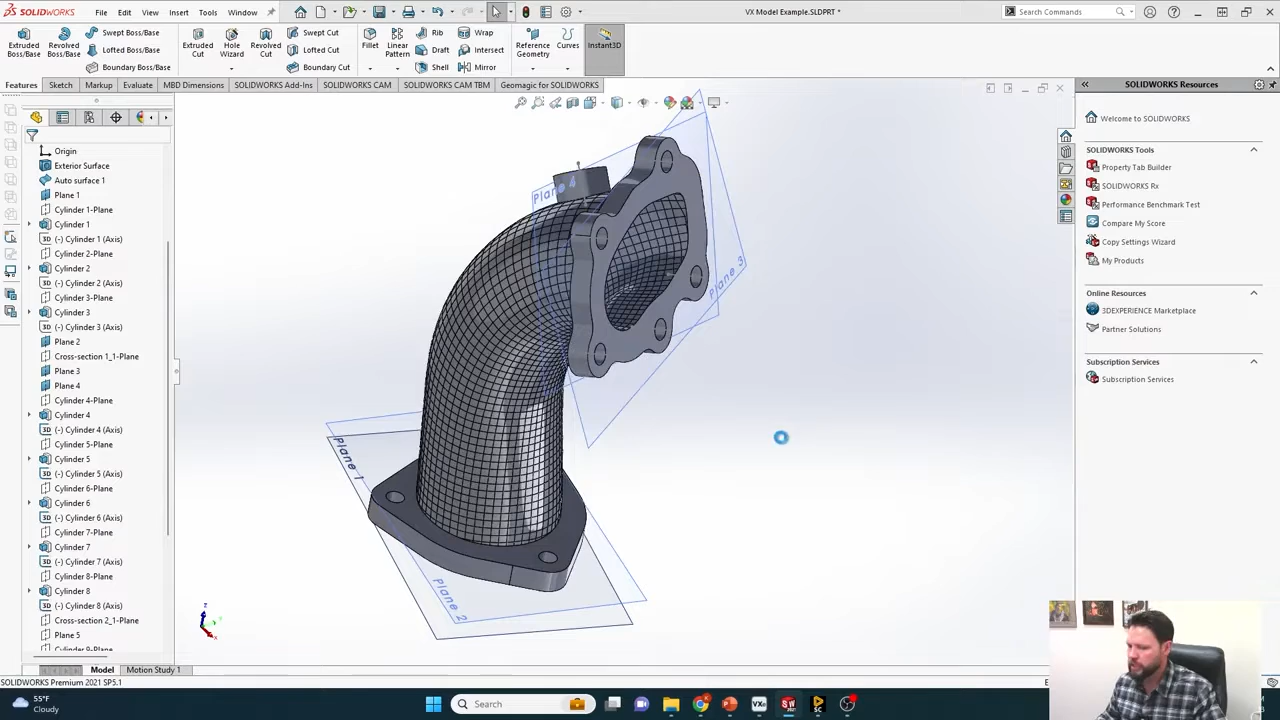 SOLIDWORKS
File Edit View Insert Tools Window
VX Model Example.SLDPRT *
Search Commands
Extruded Boss/Base
Revolved Boss/Base
Swept Boss/Base
Lofted Boss/Base
Boundary Boss/Base
Extruded Cut
Hole Wizard
Revolved Cut
Swept Cut
Lofted Cut
Boundary Cut
Fillet
Linear Pattern
Rib
Draft
Shell
Wrap
Intersect
Mirror
Reference Geometry
Curves
Instant3D
Features Sketch Markup Evaluate MBD Dimensions SOLIDWORKS Add-Ins SOLIDWORKS CAM SOLIDWORKS CAM TBM Geomagic for SOLIDWORKS
Origin
Exterior Surface
Auto surface 1
Plane 1
Cylinder 1-Plane
Cylinder 1
(-) Cylinder 1 (Axis)
Cylinder 2-Plane
Cylinder 2
(-) Cylinder 2 (Axis)
Cylinder 3-Plane
Cylinder 3
(-) Cylinder 3 (Axis)
Plane 2
Cross-section 1_1-Plane
Plane 3
Plane 4
Cylinder 4-Plane
Cylinder 4
(-) Cylinder 4 (Axis)
Cylinder 5-Plane
Cylinder 5
(-) Cylinder 5 (Axis)
Cylinder 6-Plane
Cylinder 6
(-) Cylinder 6 (Axis)
Cylinder 7-Plane
Cylinder 7
(-) Cylinder 7 (Axis)
Cylinder 8-Plane
Cylinder 8
(-) Cylinder 8 (Axis)
Cross-section 2_1-Plane
Plane 5
Cylinder 9-Plane
Plane 4
Plane 3
Plane 1
Plane 2
SOLIDWORKS Resources
Welcome to SOLIDWORKS
SOLIDWORKS Tools
Property Tab Builder
SOLIDWORKS Rx
Performance Benchmark Test
Compare My Score
Copy Settings Wizard
My Products
Online Resources
3DEXPERIENCE Marketplace
Partner Solutions
Subscription Services
Subscription Services
Model Motion Study 1
SOLIDWORKS Premium 2021 SP5.1
55°F
Cloudy
Search